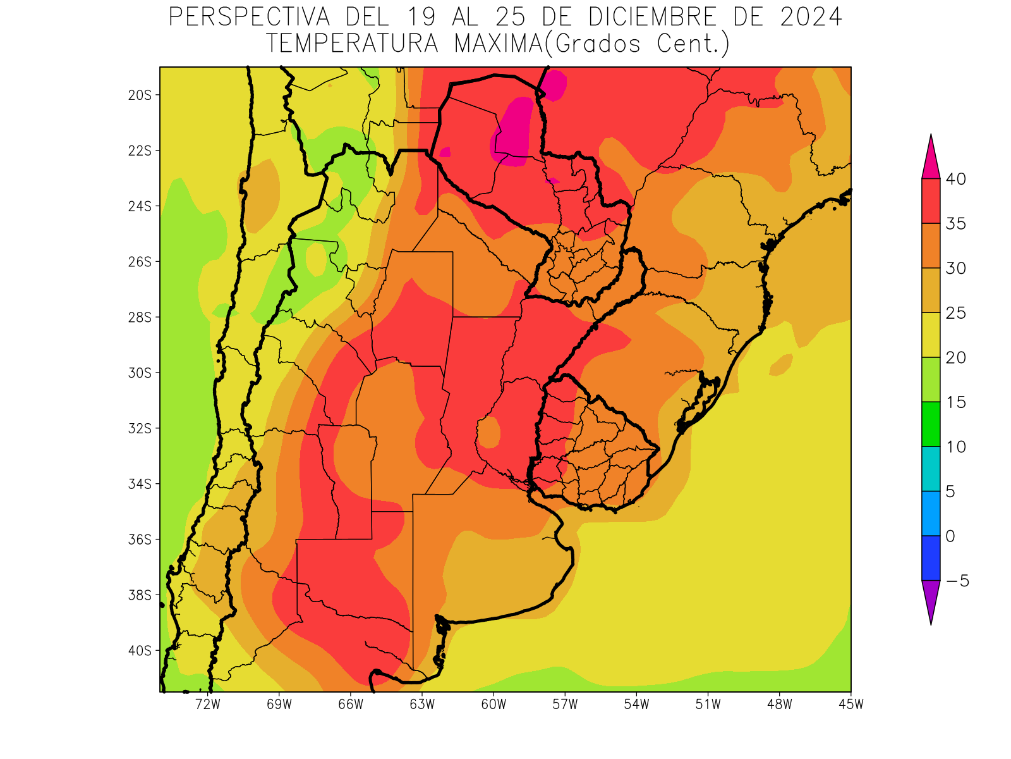 PERSPECTIVA DEL 19 AL 25 DE DICIEMBRE DE 2024
TEMPERATURA MAXIMA(Grados Cent.)
20S
22S
24S
26S
28S
30S
32S
34S
36S
38S
40S
72W 69W 66W 63W 60W 57W 54W 51W 48W 45W
40
35
30
25
20
15
10
5
0
−5